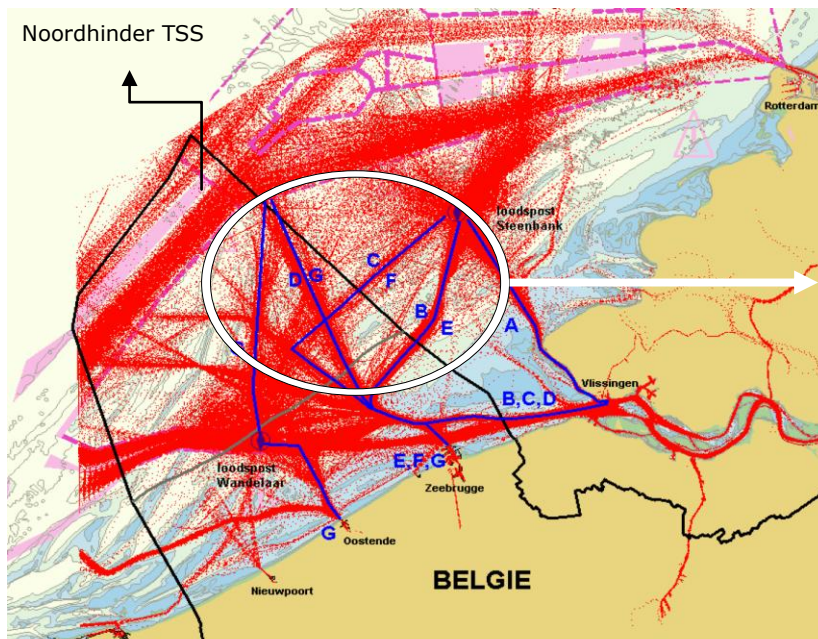 Noordhinder TSS
Rotterdam
loodspost
Steenbank
C
F
D,G
B
E
A
Vlissingen
B,C,D
loodspost
Wandelaar
E,F,G
Zeebrugge
G
Oostende
Nieuwpoort
BELGIE